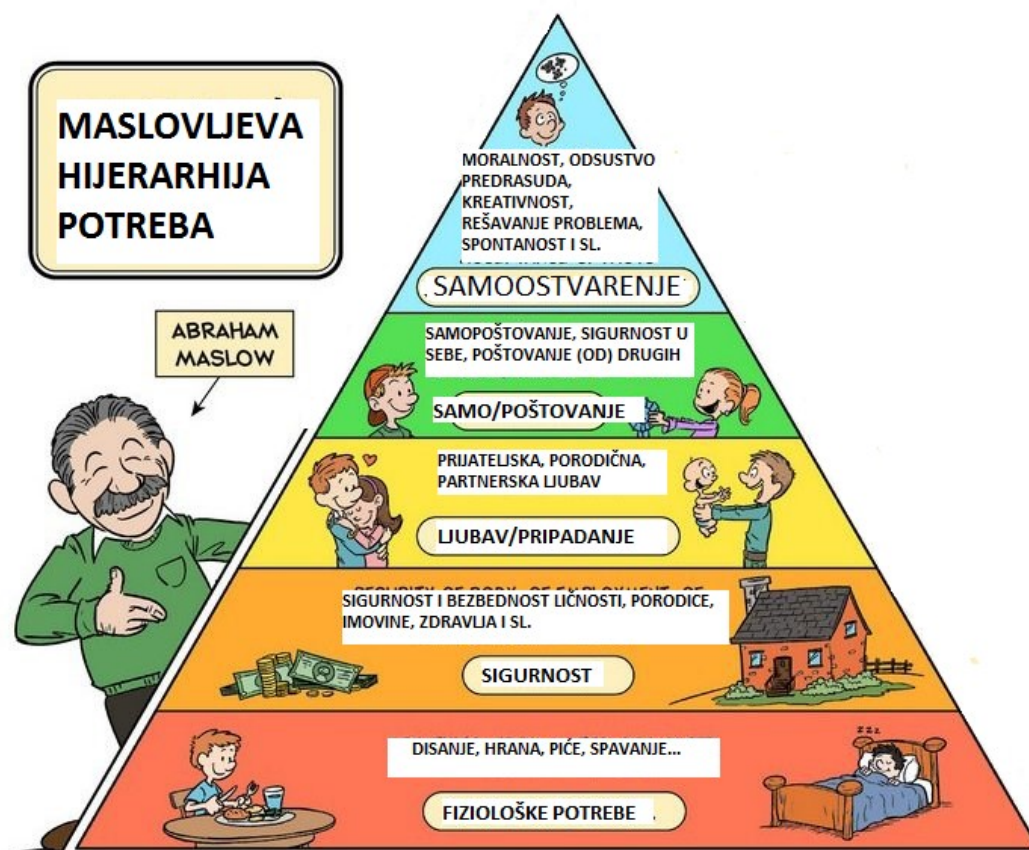 MASLOVLJEVA
HIJERARHIJA
POTREBA
ABRAHAM
MASLOW
MORALNOST, ODSUSTVO
PREDRASUDA,
KREATIVNOST,
REŠAVANJE PROBLEMA,
SPONTANOST I SL.
SAMOOSTVARENJE
SAMOPOŠTOVANJE, SIGURNOST U
SEBE, POŠTOVANJE (OD) DRUGIH
SAMO/POŠTOVANJE
PRIJATELJSKA, PORODIČNA,
PARTNERSKA LJUBAV
LJUBAV/PRIPADANJE
SIGURNOST I BEZBEDNOST LIČNOSTI, PORODICE,
IMOVINE, ZDRAVLJA I SL.
SIGURNOST
zzz
DISANJE, HRANA, PIĆE, SPAVANJE...
FIZIOLOŠKE POTREBE